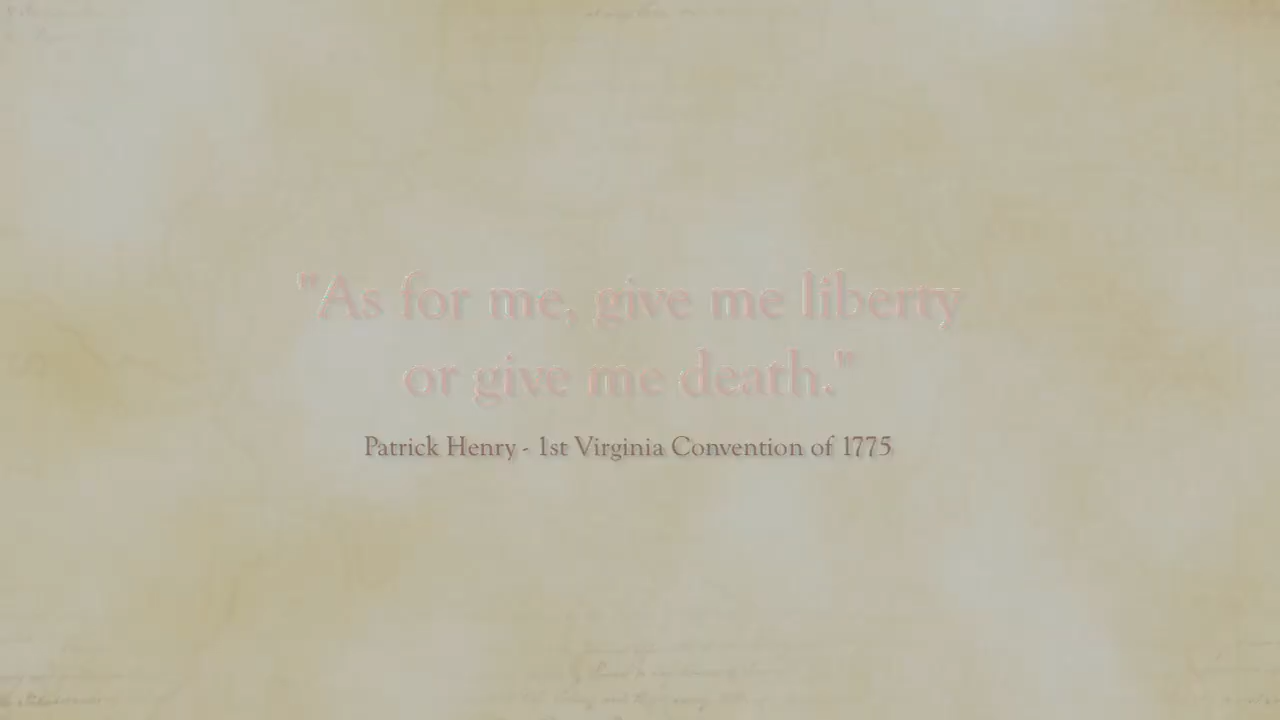 "As for me, give me liberty
or give me death."
Patrick Henry - 1st Virginia Convention of 1775